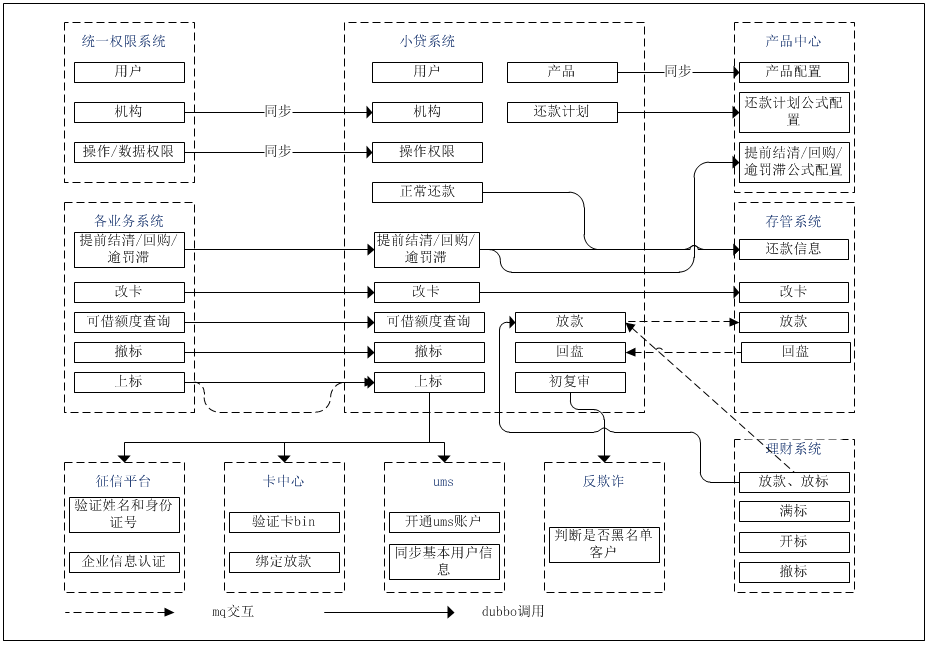 统一权限系统
用户
机构
操作/数据权限
同步
同步
小贷系统
用户
机构
操作权限
正常还款
提前结清/回购/
逾罚滞
改卡
可借额度查询
撤标
上标
产品
还款计划
放款
回盘
初复审
同步
产品中心
产品配置
还款计划公式配
置
提前结清/回购/
逾罚滞公式配置
各业务系统
提前结清/回购/
逾罚滞
改卡
可借额度查询
撤标
上标
存管系统
还款信息
改卡
放款
回盘
征信平台
验证姓名和身份
证号
企业信息认证
卡中心
验证卡bin
绑定放款
ums
开通ums账户
同步基本用户信
息
反欺诈
判断是否黑名单
客户
理财系统
放款、放标
满标
开标
撤标
mq交互
dubbo调用